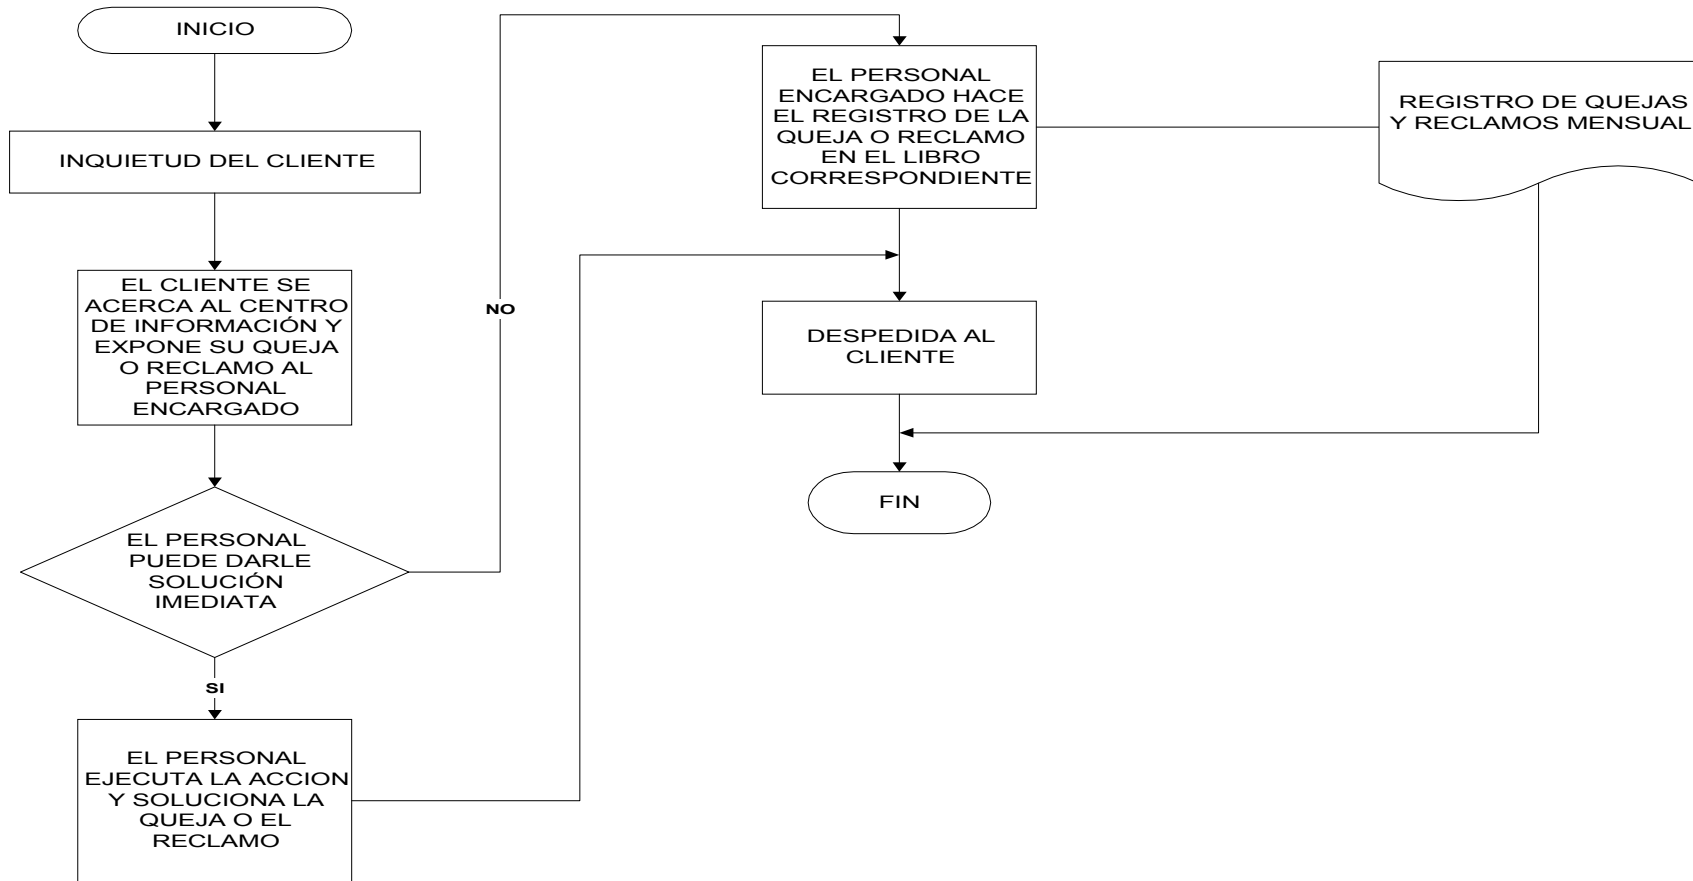 INICIO
INQUIETUD DEL CLIENTE
EL CLIENTE SE
ACERCA AL CENTRO
DE INFORMACIÓN Y
EXPONE SU QUEJA
O RECLAMO AL
PERSONAL
ENCARGADO
EL PERSONAL
PUEDE DARLE
SOLUCIÓN
IMEDIATA
SI
EL PERSONAL
EJECUTA LA ACCION
Y SOLUCIONA LA
QUEJA O EL
RECLAMO
NO
EL PERSONAL
ENCARGADO HACE
EL REGISTRO DE LA
QUEJA O RECLAMO
EN EL LIBRO
CORRESPONDIENTE
DESPEDIDA AL
CLIENTE
FIN
REGISTRO DE QUEJAS
Y RECLAMOS MENSUAL